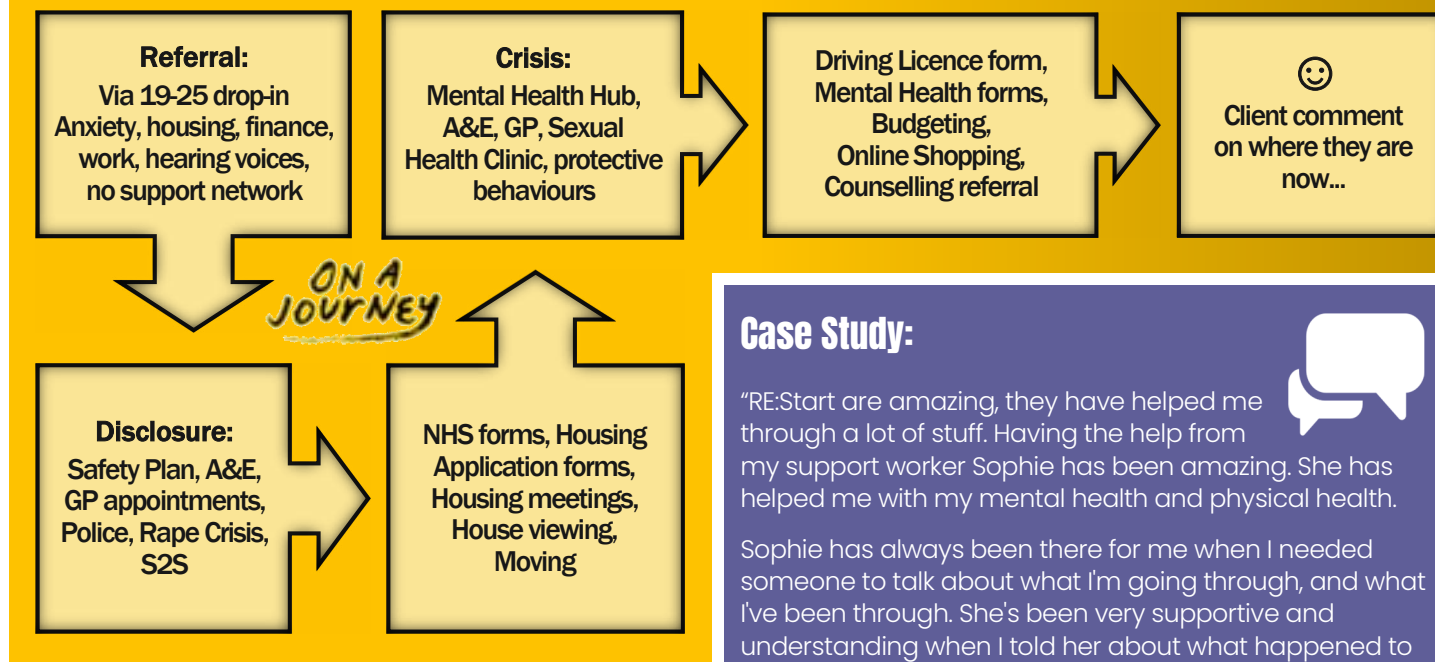 Referral:
Via 19-25 drop-in
Anxiety, housing, finance,
work, hearing voices,
no support network
ON A
JOURNEY
Disclosure:
Safety Plan, A&E,
GP appointments,
Police, Rape Crisis,
S2S
NHS forms, Housing
Application forms,
Housing meetings,
House viewing,
Moving
Crisis:
Mental Health Hub,
A&E, GP, Sexual
Health Clinic, protective
behaviours
Driving Licence form,
Mental Health forms,
Budgeting,
Online Shopping,
Counselling referral
Client comment
on where they are
now...
Case Study:
“RE:Start are amazing, they have helped me
through a lot of stuff. Having the help from
my support worker Sophie has been amazing. She has
helped me with my mental health and physical health.
Sophie has always been there for me when I needed
someone to talk about what I'm going through, and what
I've been through. She's been very supportive and
understanding when I told her about what happened to